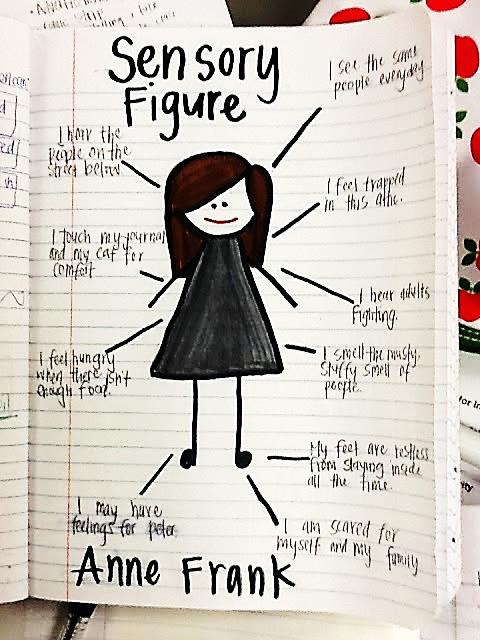 Sensory
Figure
I see the same
people everyday
I hear the
people on the
street below
I feel trapped
in this attic.
I touch my journal
and my cat for
comfort
I hear adults
fighting.
I feel hungry
when there isn't
enough food.
I smell the musty,
stuffy smell of
people.
My feet are restless
from staying inside
all the time.
I may have
feelings for peter
I am scared for
myself and my family
Anne Frank